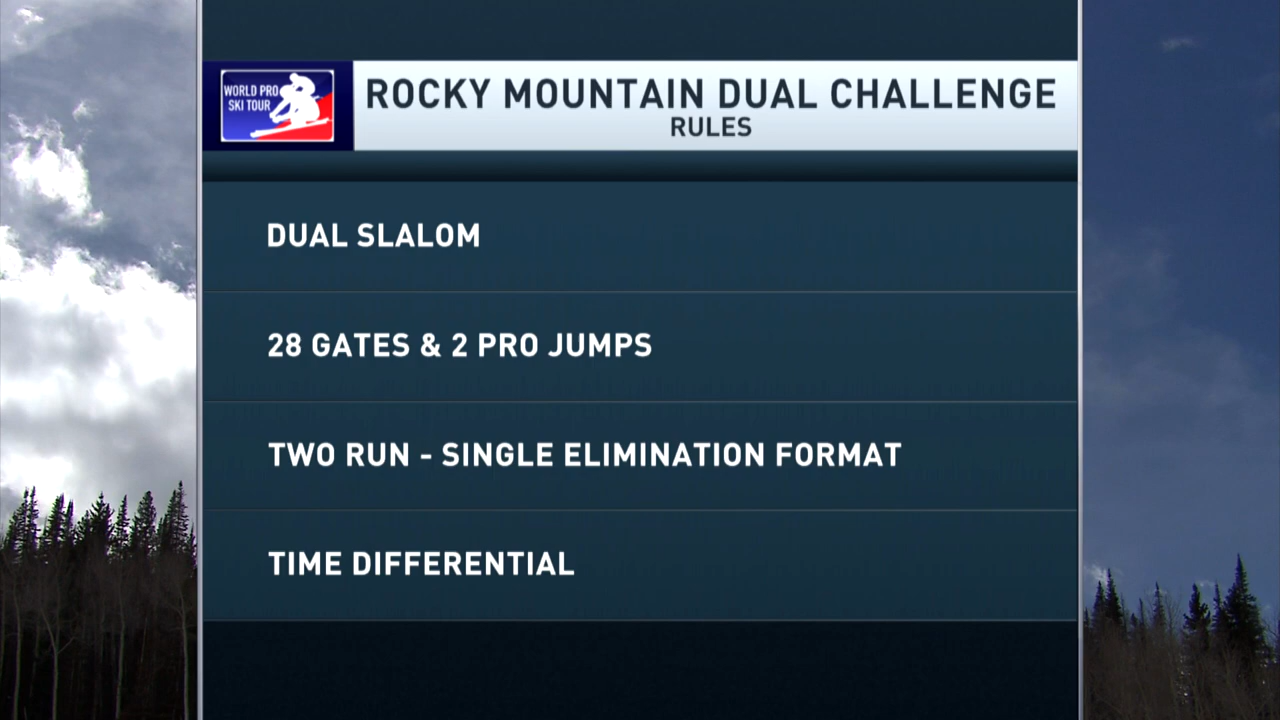 WORLD PRO
SKI TOUR
ROCKY MOUNTAIN DUAL CHALLENGE
RULES
DUAL SLALOM
28 GATES & 2 PRO JUMPS
TWO RUN - SINGLE ELIMINATION FORMAT
TIME DIFFERENTIAL